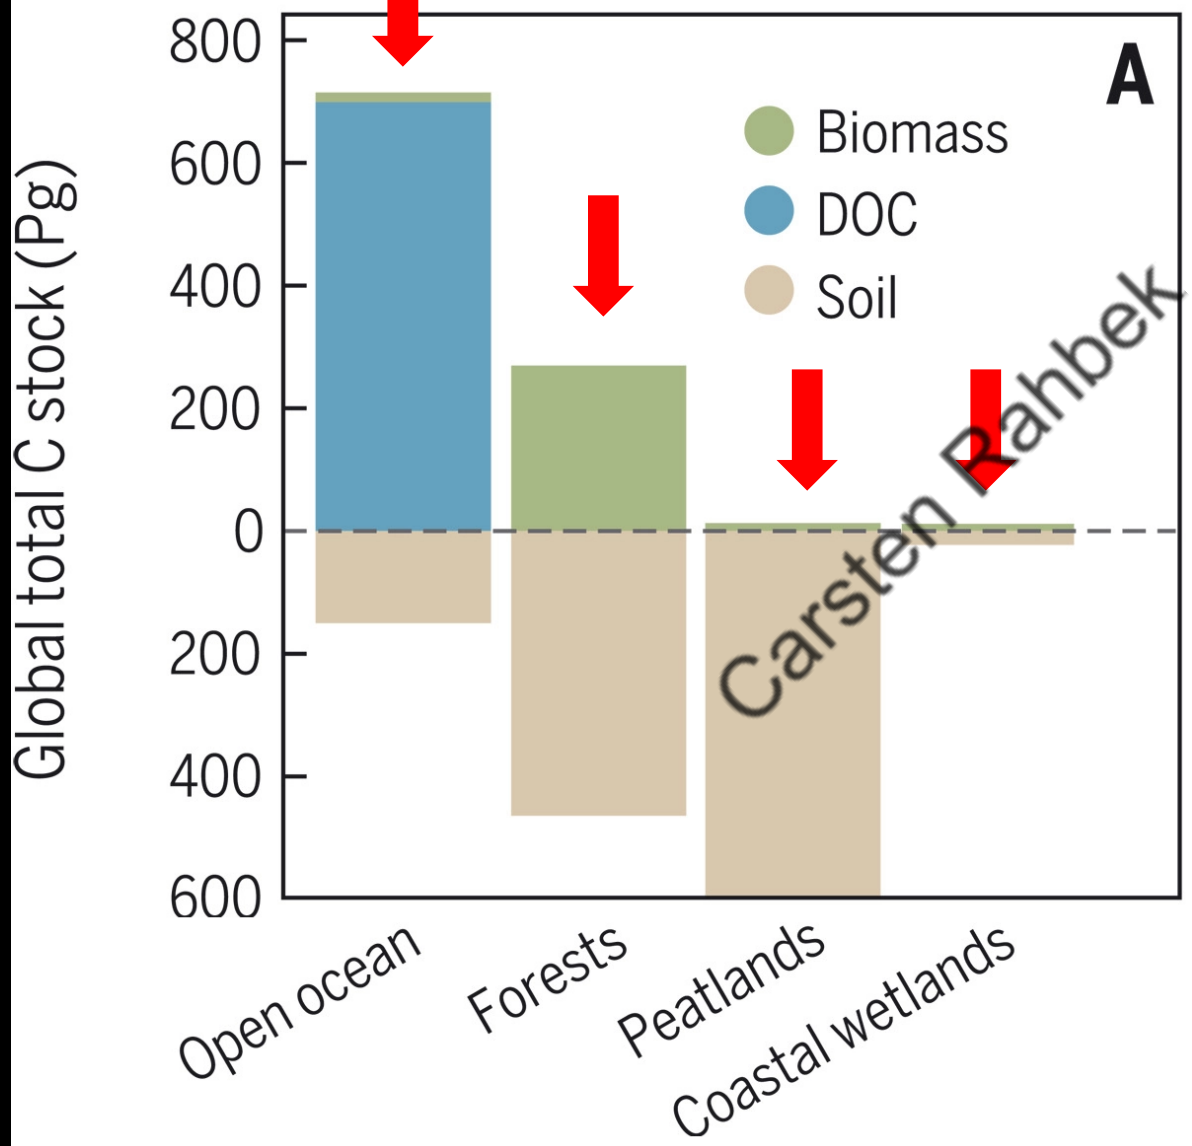 Global total C stock (Pg)
800
600
400
200
0
200
400
600
A
Biomass
DOC
Soil
Carsten Rahbek
Open ocean
Forests
Peatlands
Coastal wetlands